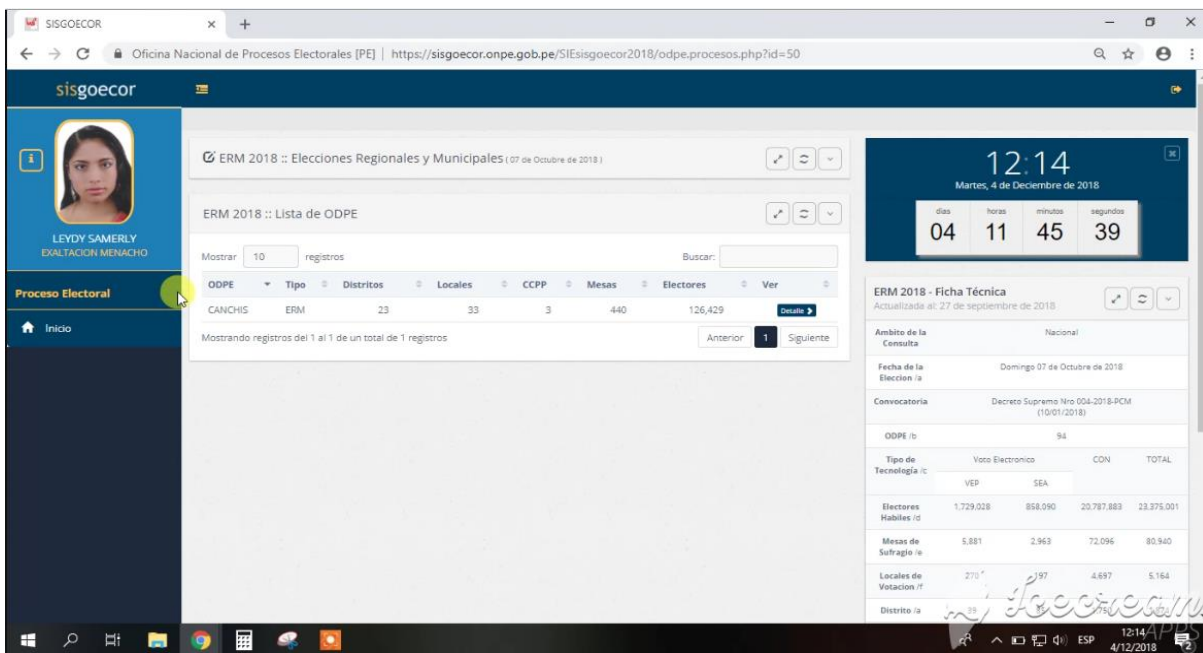 SISGOECOR
Oficina Nacional de Procesos Electorales [PE] | https://sisgoecor.onpe.gob.pe/SIEsisgoecor2018/odpe.procesos.php?id=50
sisgoecor
LEYDY SAMERLY
EXALTACION MENACHO
Proceso Electoral
Inicio
ERM 2018 :: Elecciones Regionales y Municipales ( 07 de Octubre de 2018 )
ERM 2018 :: Lista de ODPE
Mostrar 10 registros Buscar:
ODPE Tipo Distritos Locales CCPP Mesas Electores Ver
CANCHIS ERM 23 33 3 440 126,429 Detalle
Mostrando registros del 1 al 1 de un total de 1 registros
Anterior 1 Siguiente
12:14
Martes, 4 de Deciembre de 2018
dias horas minutos segundos
04 11 45 39
ERM 2018 - Ficha Técnica
Actualizada al: 27 de septiembre de 2018
Ambito de la Consulta Nacional
Fecha de la Eleccion /a Domingo 07 de Octubre de 2018
Convocatoria Decreto Supremo Nro 004-2018-PCM
(10/01/2018)
ODPE /b 94
Tipo de Tecnología /c Voto Electronico CON TOTAL
VEP SEA
Electores Habiles /d 1,729,028 858,090 20,787,883 23,375,001
Mesas de Sufragio /e 5,881 2,963 72,096 80,940
Locales de Votacion /f 270 197 4,697 5,164
Distrito /a 39
Icecream
APPS
ESP
12:14
4/12/2018
2